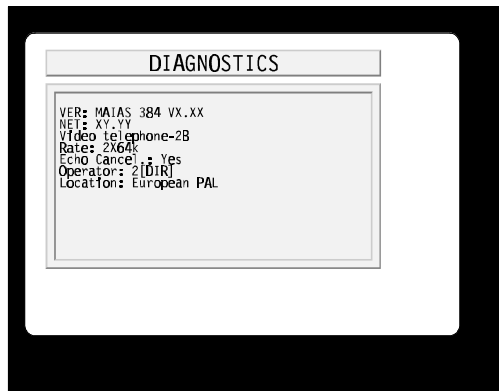 DIAGNOSTICS
VER: MAIAS 384 VX.XX
NET: XY.YY
Video telephone-2B
Rate: 2X64k
Echo Cancel.: Yes
Operator: 2[DIR]
Location: European PAL